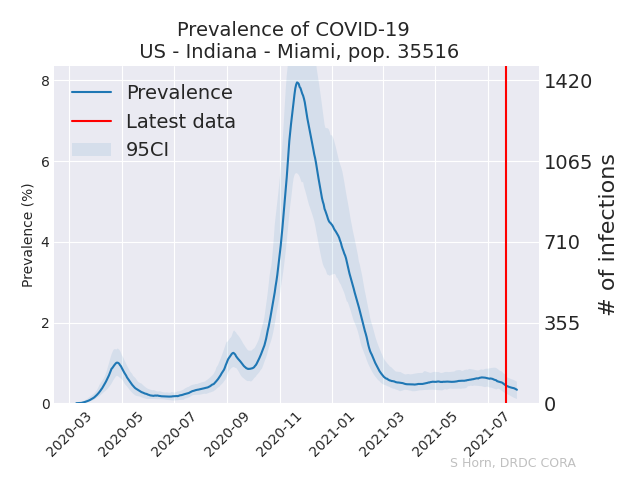 Prevalence of COVID-19
US - Indiana - Miami, pop. 35516
Prevalence
Latest data
95CI
Prevalence (%)
8
6
4
2
0
1420
1065
710
355
0
# of infections
2020-03
2020-05
2020-07
2020-09
2020-11
2021-01
2021-03
2021-05
2021-07
S Horn, DRDC CORA